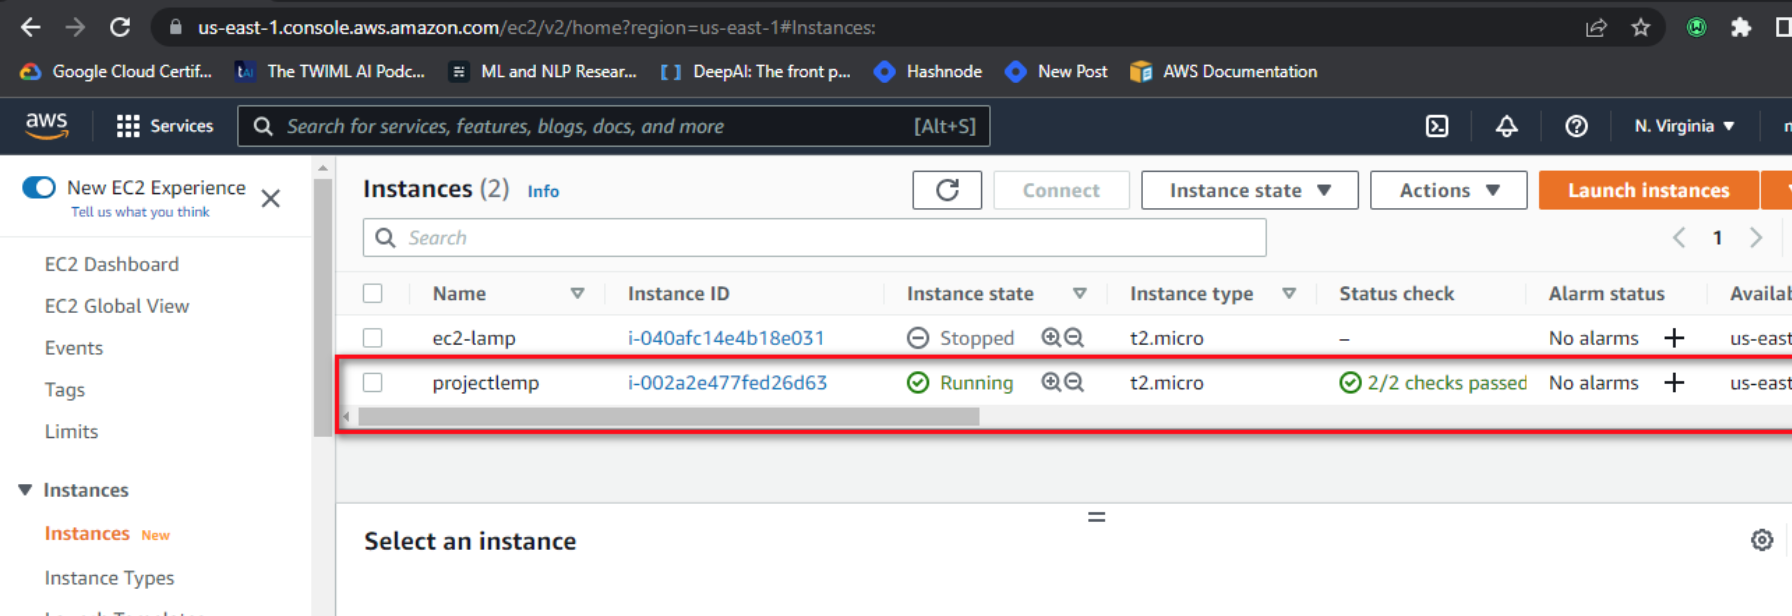 us-east-1.console.aws.amazon.com/ec2/v2/home?region=us-east-1#Instances:
Google Cloud Certif... The TWIML AI Podc... ML and NLP Resear... DeepAI: The front p... Hashnode New Post AWS Documentation
aws Services Search for services, features, blogs, docs, and more [Alt+S] N. Virginia
New EC2 Experience
Tell us what you think
EC2 Dashboard
EC2 Global View
Events
Tags
Limits
Instances
Instances New
Instance Types
Instances (2) Info Connect Instance state Actions Launch instances
Search 1
Name Instance ID Instance state Instance type Status check Alarm status Availab
ec2-lamp i-040afc14e4b18e031 Stopped t2.micro – No alarms us-east
projectlemp i-002a2e477fed26d63 Running t2.micro 2/2 checks passed No alarms us-east
Select an instance